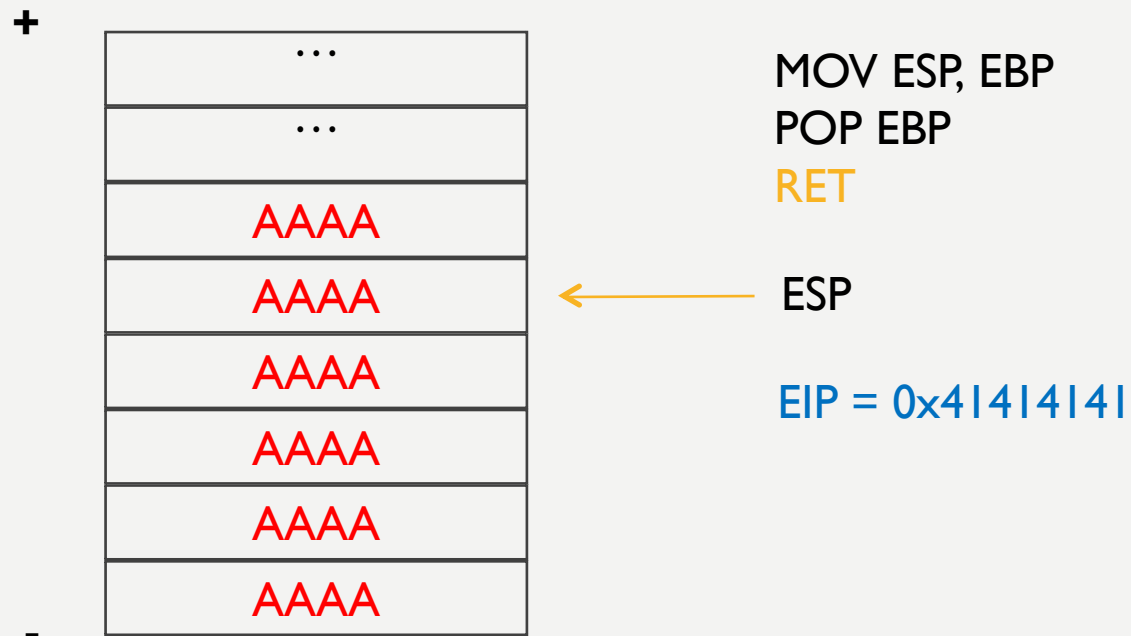 +
...
...
AAAA
AAAA
AAAA
AAAA
AAAA
AAAA
MOV ESP, EBP
POP EBP
RET
ESP
EIP = 0x41414141
-